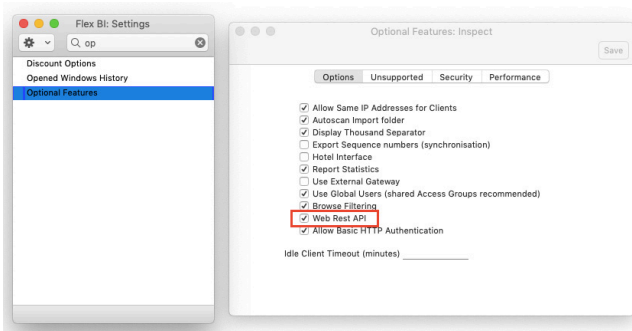 Flex BI: Settings
op
Discount Options
Opened Windows History
Optional Features
Optional Features: Inspect
Save
Options Unsupported Security Performance
Allow Same IP Addresses for Clients
Autoscan Import folder
Display Thousand Separator
Export Sequence numbers (synchronisation)
Hotel Interface
Report Statistics
Use External Gateway
Use Global Users (shared Access Groups recommended)
Browse Filtering
Web Rest API
Allow Basic HTTP Authentication
Idle Client Timeout (minutes)